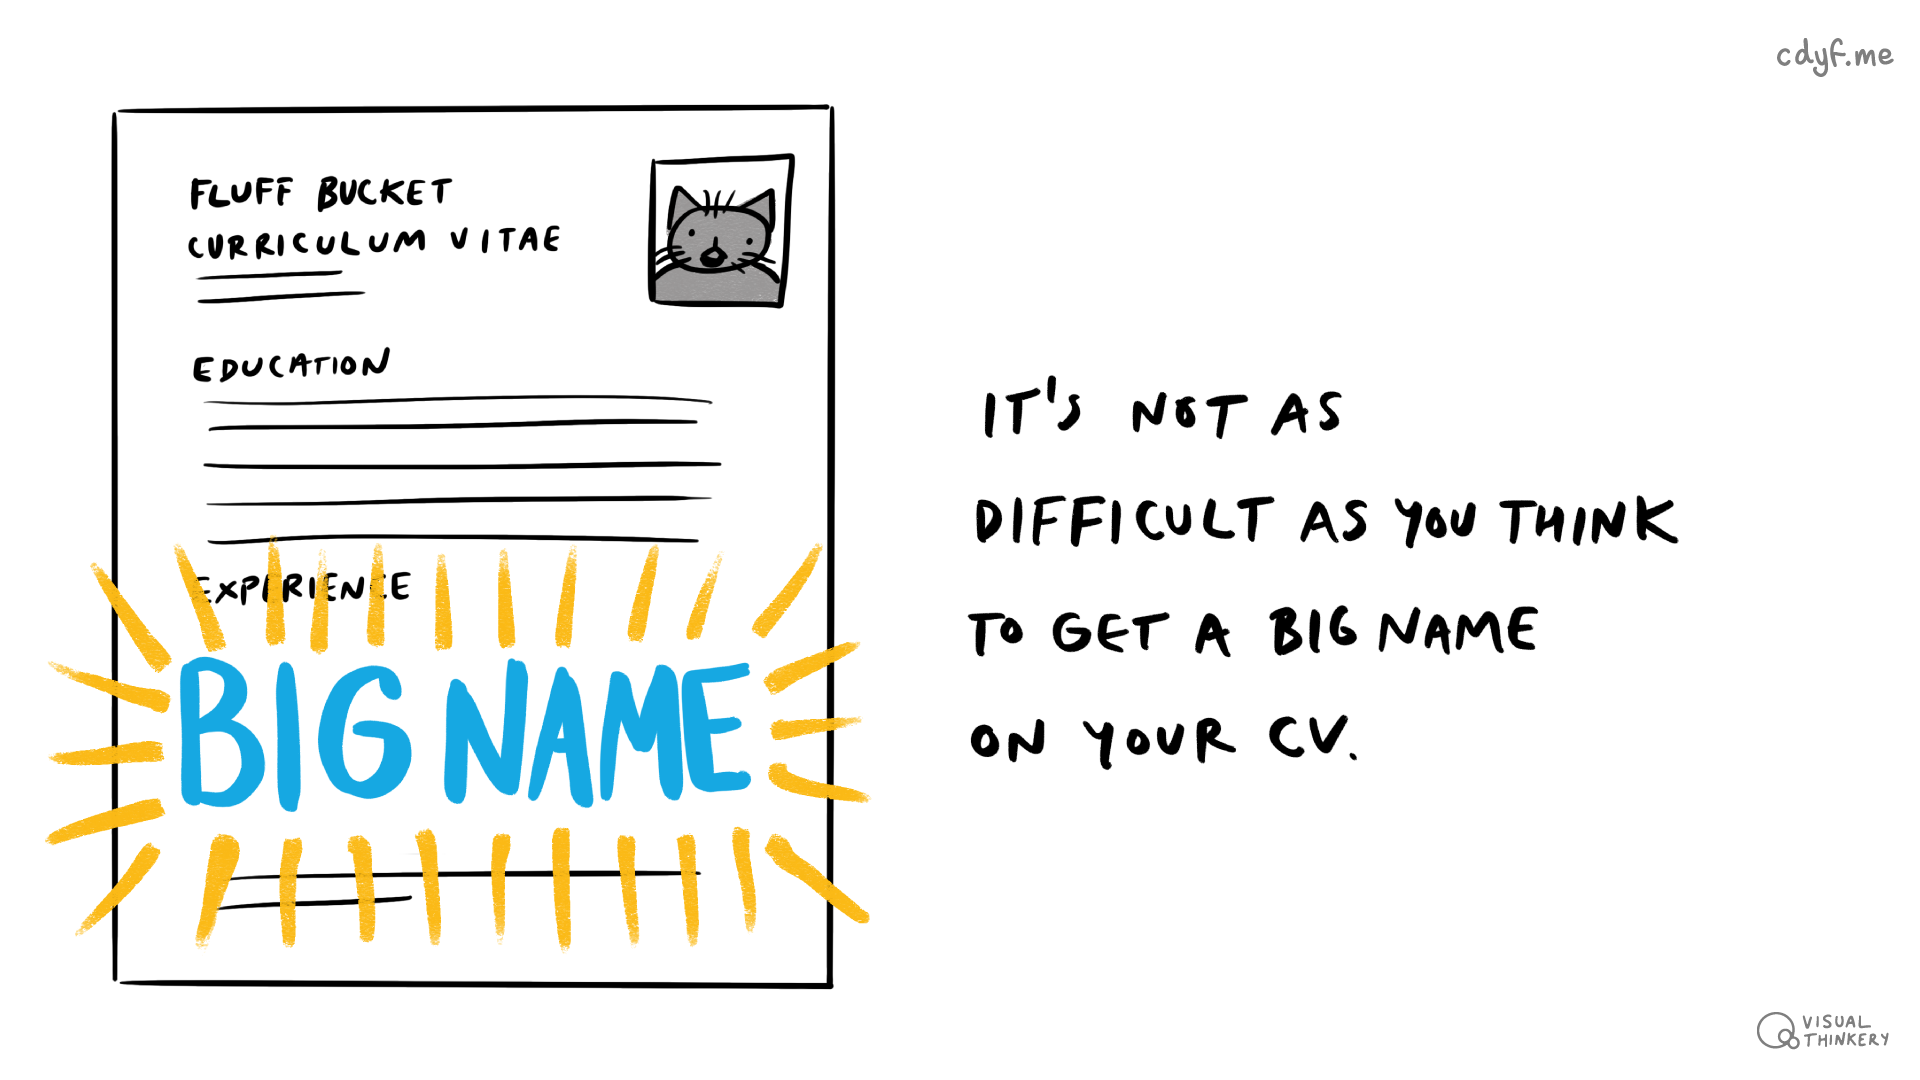 cdyf.me
FLUFF BUCKET
CURRICULUM VITAE
EDUCATION
EXPERIENCE
BIG NAME
IT'S NOT AS
DIFFICULT AS YOU THINK
TO GET A BIG NAME
ON YOUR CV.
VISUAL
THINKERY